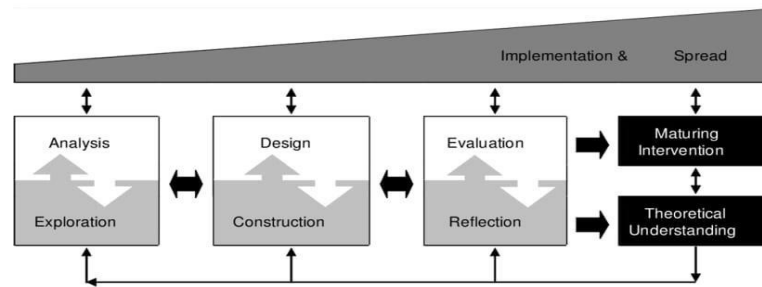 Implementation & Spread
Analysis
Exploration
Design
Construction
Evaluation
Reflection
Maturing
Intervention
Theoretical
Understanding